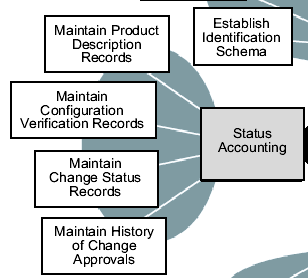 Maintain Product
Description
Records
Establish
Identification
Schema
Maintain
Configuration
Verification Records
Status
Accounting
Maintain
Change Status
Records
Maintain History
of Change
Approvals